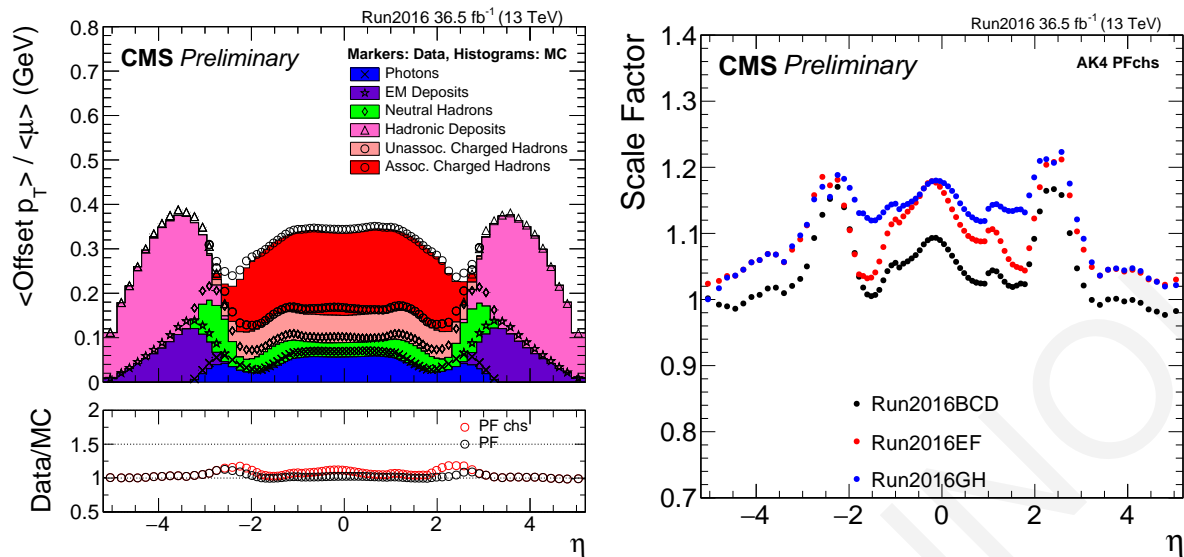 Run2016 36.5 fb⁻¹ (13 TeV)
CMS Preliminary
Markers: Data, Histograms: MC
Photons
EM Deposits
Neutral Hadrons
Hadronic Deposits
Unassoc. Charged Hadrons
Assoc. Charged Hadrons
<Offset p_T> / <μ> (GeV)
0.8
0.7
0.6
0.5
0.4
0.3
0.2
0.1
0
−4 −2 0 2 4
Data/MC
2
1.5
1
0.5
PF chs
PF
−4 −2 0 2 4
η
Run2016 36.5 fb⁻¹ (13 TeV)
CMS Preliminary
AK4 PFchs
Scale Factor
1.4
1.3
1.2
1.1
1
0.9
0.8
0.7
Run2016BCD
Run2016EF
Run2016GH
−4 −2 0 2 4
η